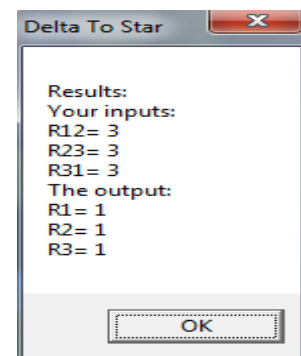 Delta To Star
Results:
Your inputs:
R12= 3
R23= 3
R31= 3
The output:
R1= 1
R2= 1
R3= 1
OK